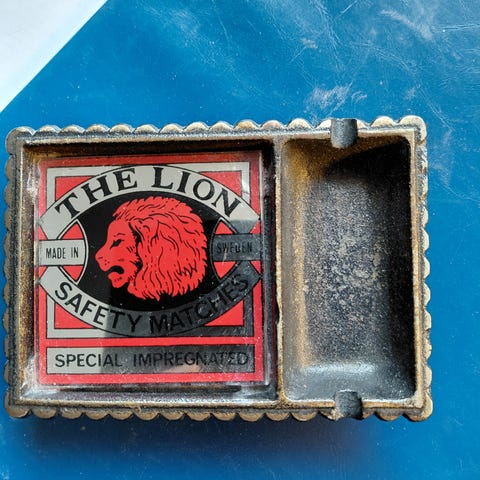 THE LION
MADE IN SWEDEN
SAFETY MATCHES
SPECIAL IMPREGNATED